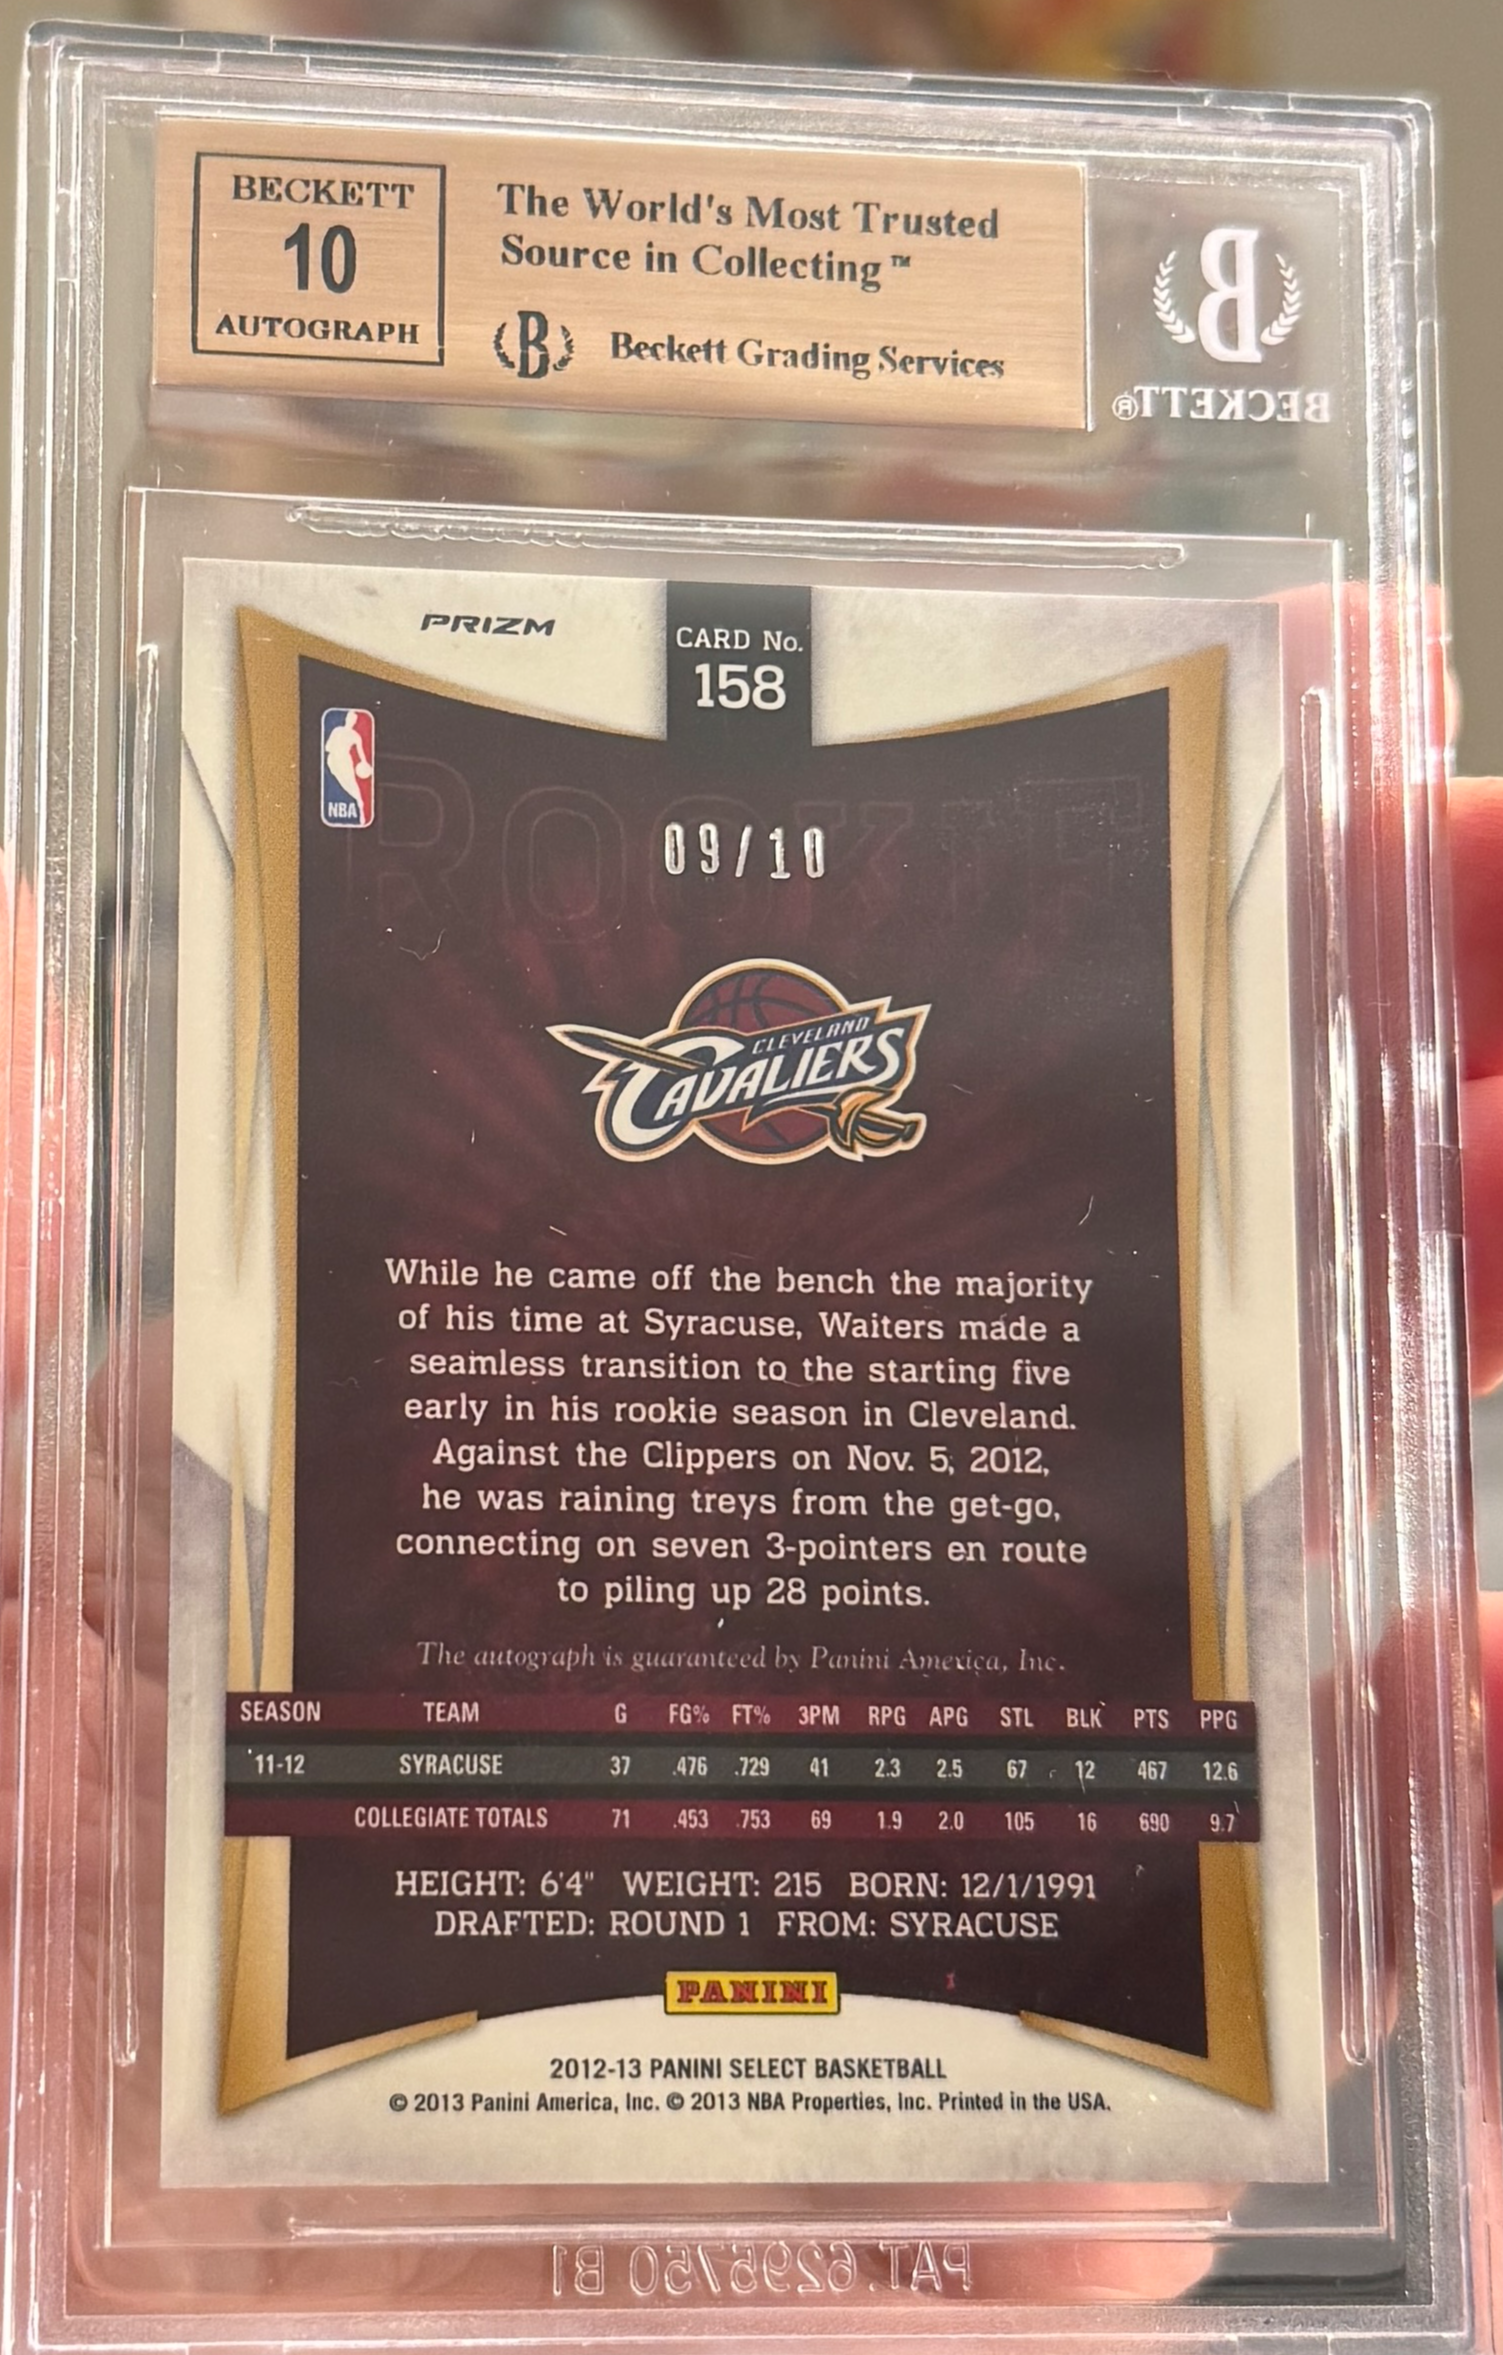 BECKETT
10
AUTOGRAPH
The World's Most Trusted
Source in Collecting™
B
Beckett Grading Services
B
BECKETT®
PRIZM
CARD No.
158
NBA
ROOKIE
09/10
CLEVELAND
CAVALIERS
While he came off the bench the majority
of his time at Syracuse, Waiters made a
seamless transition to the starting five
early in his rookie season in Cleveland.
Against the Clippers on Nov. 5, 2012,
he was raining treys from the get-go,
connecting on seven 3-pointers en route
to piling up 28 points.
The autograph is guaranteed by Panini America, Inc.
SEASON TEAM G FG% FT% 3PM RPG APG STL BLK PTS PPG
'11-12 SYRACUSE 37 .476 .729 41 2.3 2.5 67 12 467 12.6
COLLEGIATE TOTALS 71 .453 .753 69 1.9 2.0 105 16 690 9.7
HEIGHT: 6'4" WEIGHT: 215 BORN: 12/1/1991
DRAFTED: ROUND 1 FROM: SYRACUSE
PANINI
2012-13 PANINI SELECT BASKETBALL
© 2013 Panini America, Inc. © 2013 NBA Properties, Inc. Printed in the USA.
PAT. 6295750 B1